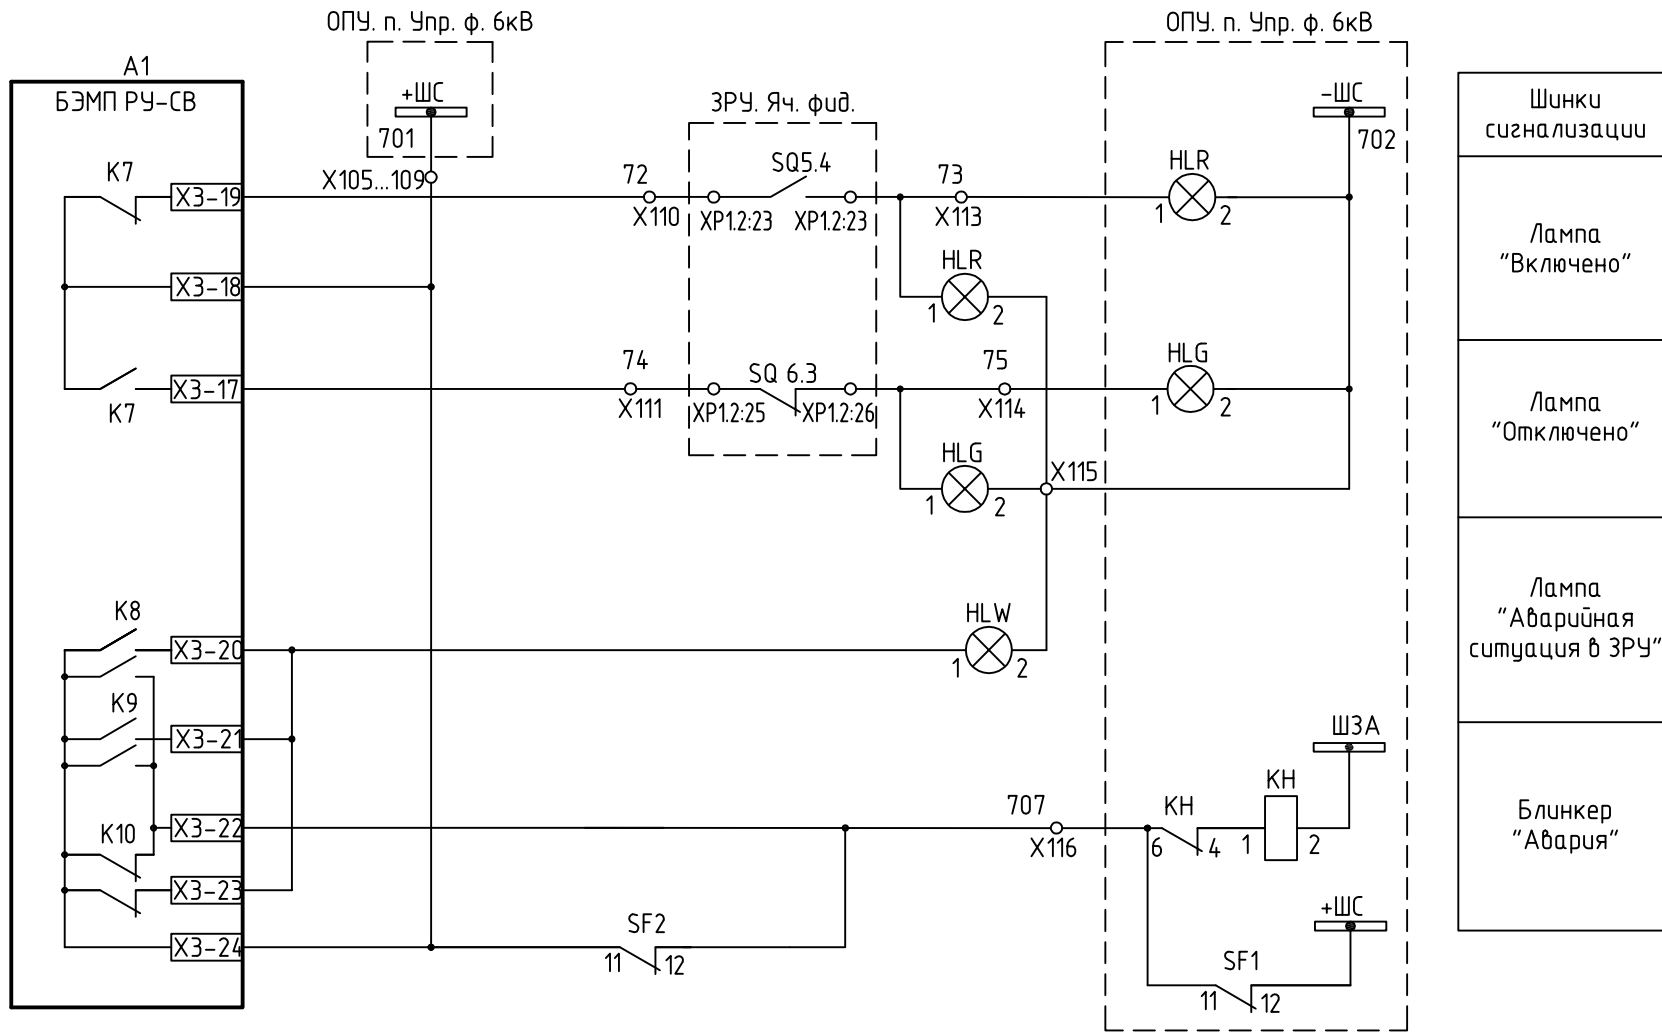 ОПУ. п. Упр. ф. 6кВ
ОПУ. п. Упр. ф. 6кВ
А1
БЭМП РУ-СВ
+ШС
701
Х105...109
ЗРУ. Яч. фид.
-ШС
702
Шинки
сигнализации
К7
Х3-19
72
Х110
SQ5.4
ХР1.2:23
ХР1.2:23
73
Х113
HLR
1
2
Лампа
"Включено"
Х3-18
HLR
1
2
К7
Х3-17
74
Х111
SQ 6.3
ХР1.2:25
ХР1.2:26
75
Х114
HLG
1
2
Лампа
"Отключено"
HLG
1
2
Х115
К8
Х3-20
HLW
1
2
Лампа
"Аварийная
ситуация в ЗРУ"
К9
Х3-21
ШЗА
К10
Х3-22
707
Х116
КН
6
4
КН
1
2
Блинкер
"Авария"
Х3-23
Х3-24
SF2
11
12
+ШС
SF1
11
12